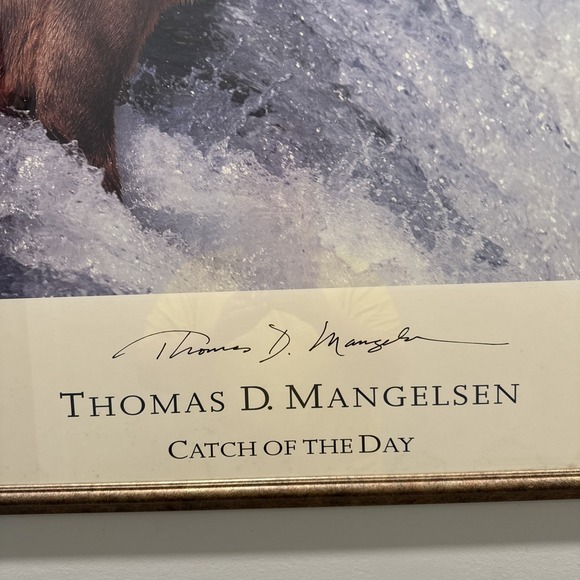 Thomas D. Mangelsen
THOMAS D. MANGELSEN
CATCH OF THE DAY